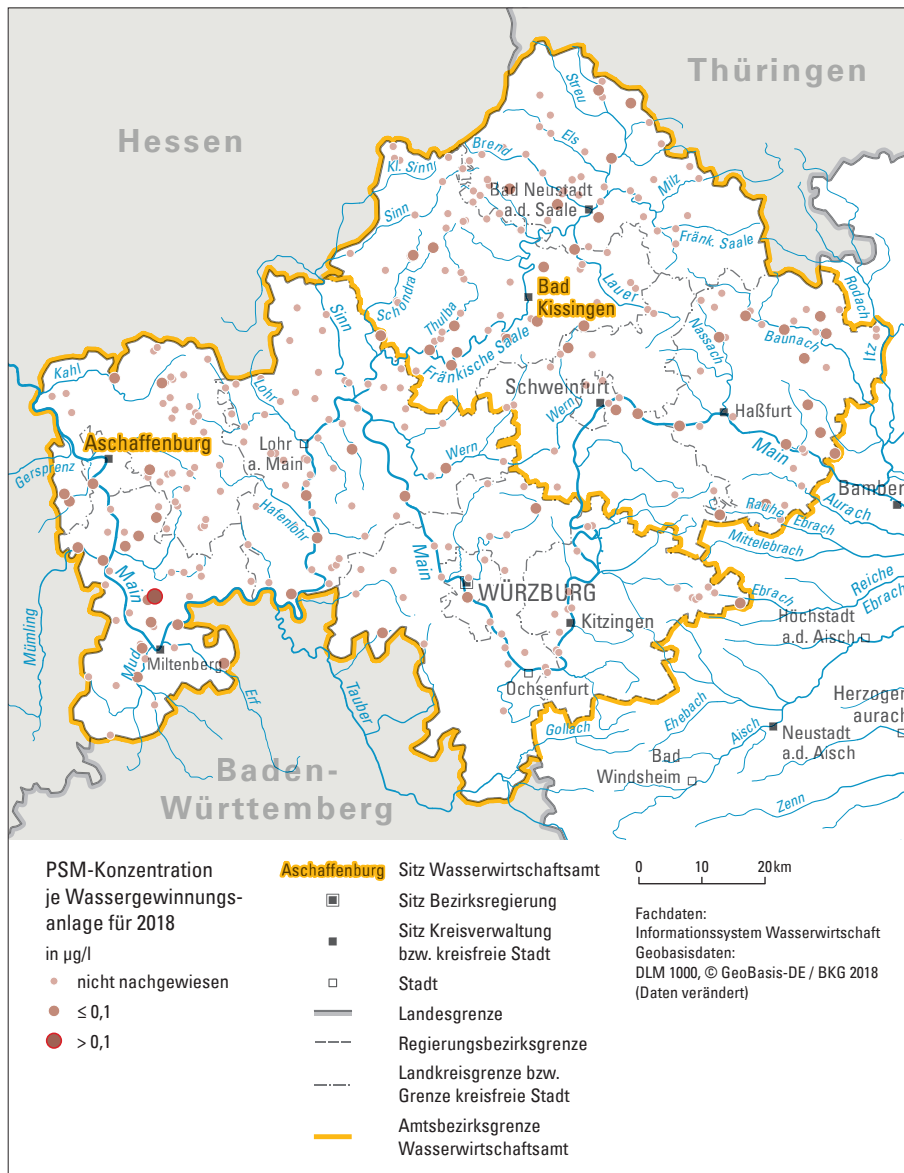 Thüringen
Hessen
Streu
Els
Brend
Kl. Sinn
Bad Neustadt
a.d. Saale
Milz
Sinn
Fränk. Saale
Rodach
Bad
Kissingen
Lauer
Schondra
Sinn
Thulba
Nassach
Baunach
Itz
Fränkische Saale
Kahl
Lohr
Schweinfurt
Wern
Haßfurt
Aschaffenburg
Lohr
a. Main
Wern
Main
Gersprenz
Bamber
Aurach
Hafenlohr
Rauhe Ebrach
Mittelebrach
Main
Main
Reiche
Ebrach
WÜRZBURG
Ebrach
Mümling
Kitzingen
Höchstadt
a.d. Aisch
Mud
Miltenberg
Erf
Tauber
Ochsenfurt
Herzogen
aurach
Gollach
Ehebach
Aisch
Neustadt
a.d. Aisch
Bad
Windsheim
Baden-
Württemberg
Zenn
PSM-Konzentration
je Wassergewinnungs-
anlage für 2018
in µg/l
nicht nachgewiesen
≤ 0,1
> 0,1
Aschaffenburg Sitz Wasserwirtschaftsamt
Sitz Bezirksregierung
Sitz Kreisverwaltung
bzw. kreisfreie Stadt
Stadt
Landesgrenze
Regierungsbezirksgrenze
Landkreisgrenze bzw.
Grenze kreisfreie Stadt
Amtsbezirksgrenze
Wasserwirtschaftsamt
0 10 20 km
Fachdaten:
Informationssystem Wasserwirtschaft
Geobasisdaten:
DLM 1000, © GeoBasis-DE / BKG 2018
(Daten verändert)